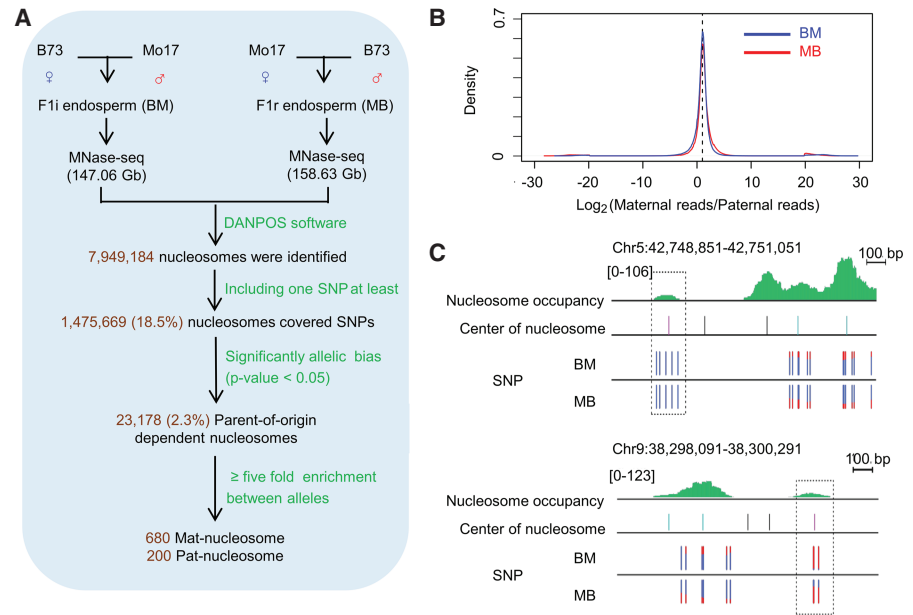 A
B73
Mo17
Mo17
B73
♀
♂
♀
♂
F1i endosperm (BM)
F1r endosperm (MB)
MNase-seq
(147.06 Gb)
MNase-seq
(158.63 Gb)
DANPOS software
7,949,184 nucleosomes were identified
Including one SNP at least
1,475,669 (18.5%) nucleosomes covered SNPs
Significantly allelic bias
(p-value < 0.05)
23,178 (2.3%) Parent-of-origin
dependent nucleosomes
≥ five fold enrichment
between alleles
680 Mat-nucleosome
200 Pat-nucleosome
B
0.7
Density
0
BM
MB
-30 -20 -10 0 10 20 30
Log2(Maternal reads/Paternal reads)
C
Chr5:42,748,851-42,751,051
100 bp
[0-106]
Nucleosome occupancy
Center of nucleosome
BM
SNP
MB
Chr9:38,298,091-38,300,291
100 bp
[0-123]
Nucleosome occupancy
Center of nucleosome
BM
SNP
MB